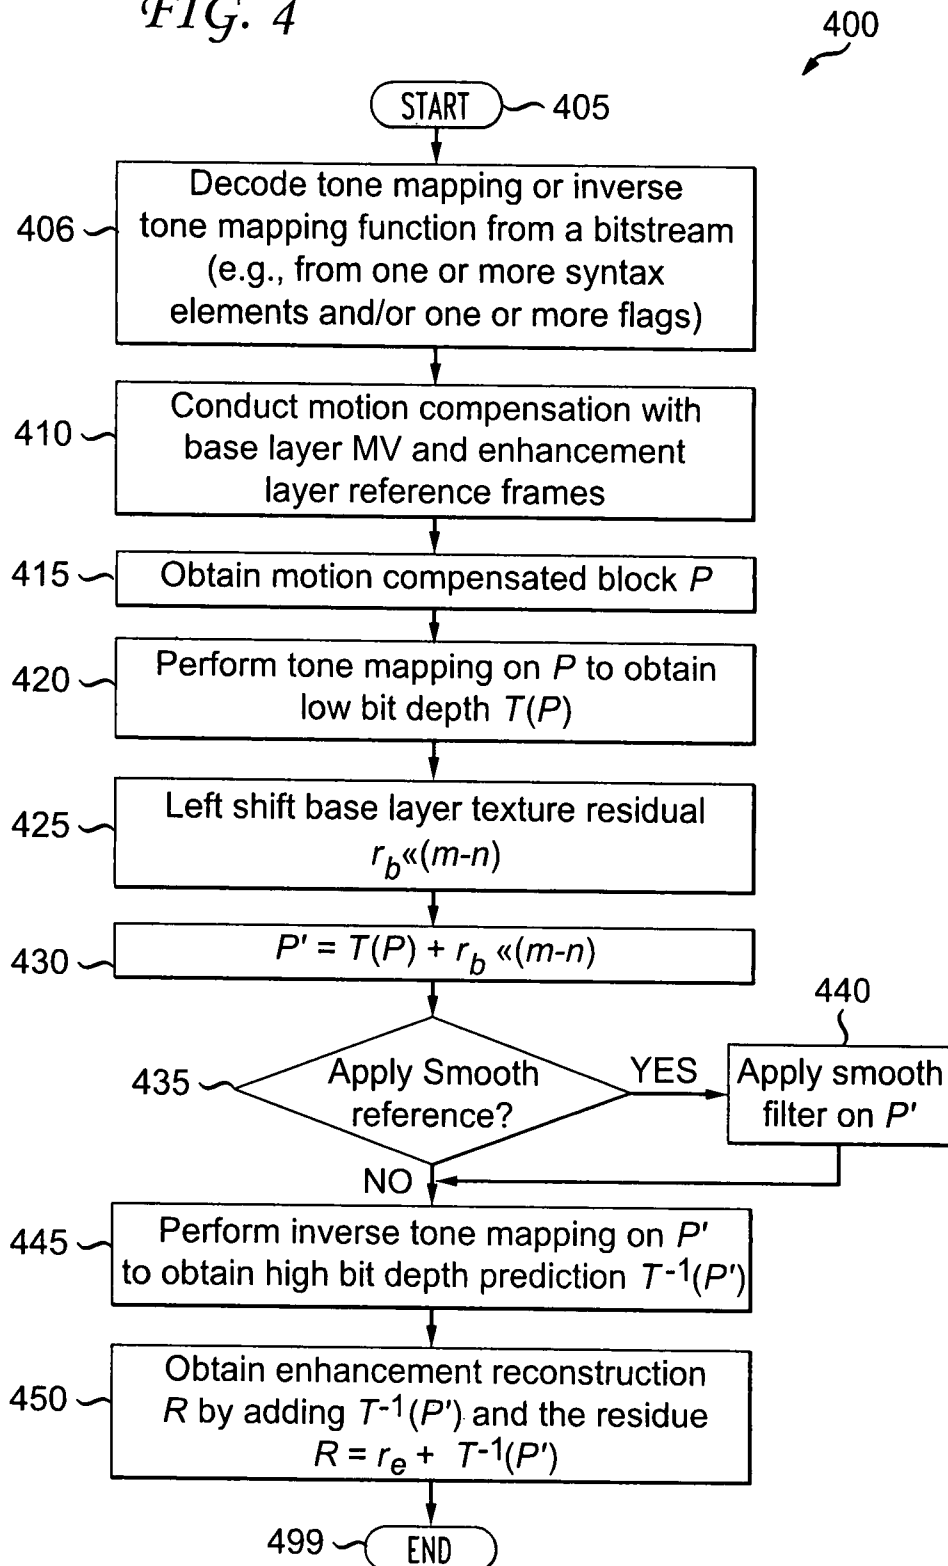 FIG. 4
400
START 405
406
Decode tone mapping or inverse
tone mapping function from a bitstream
(e.g., from one or more syntax
elements and/or one or more flags)
410
Conduct motion compensation with
base layer MV and enhancement
layer reference frames
415
Obtain motion compensated block P
420
Perform tone mapping on P to obtain
low bit depth T(P)
425
Left shift base layer texture residual
r_b«(m-n)
430
P' = T(P) + r_b «(m-n)
435
Apply Smooth
reference?
YES
440
Apply smooth
filter on P'
NO
445
Perform inverse tone mapping on P'
to obtain high bit depth prediction T⁻¹(P')
450
Obtain enhancement reconstruction
R by adding T⁻¹(P') and the residue
R = r_e + T⁻¹(P')
499 END